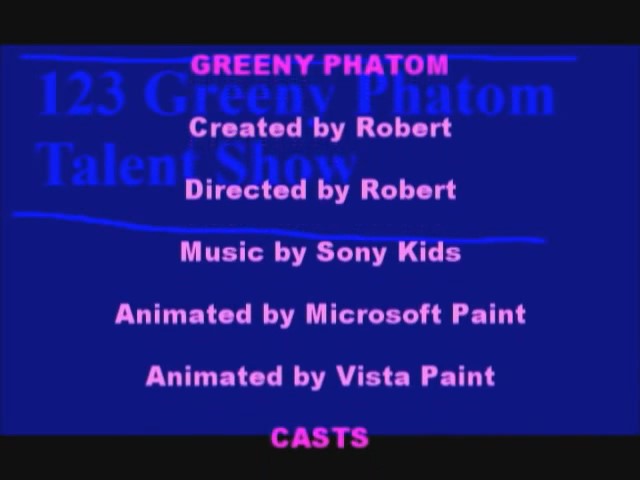 GREENY PHATOM
123 Greeny Phatom
Created by Robert
Talent Show
Directed by Robert
Music by Sony Kids
Animated by Microsoft Paint
Animated by Vista Paint
CASTS